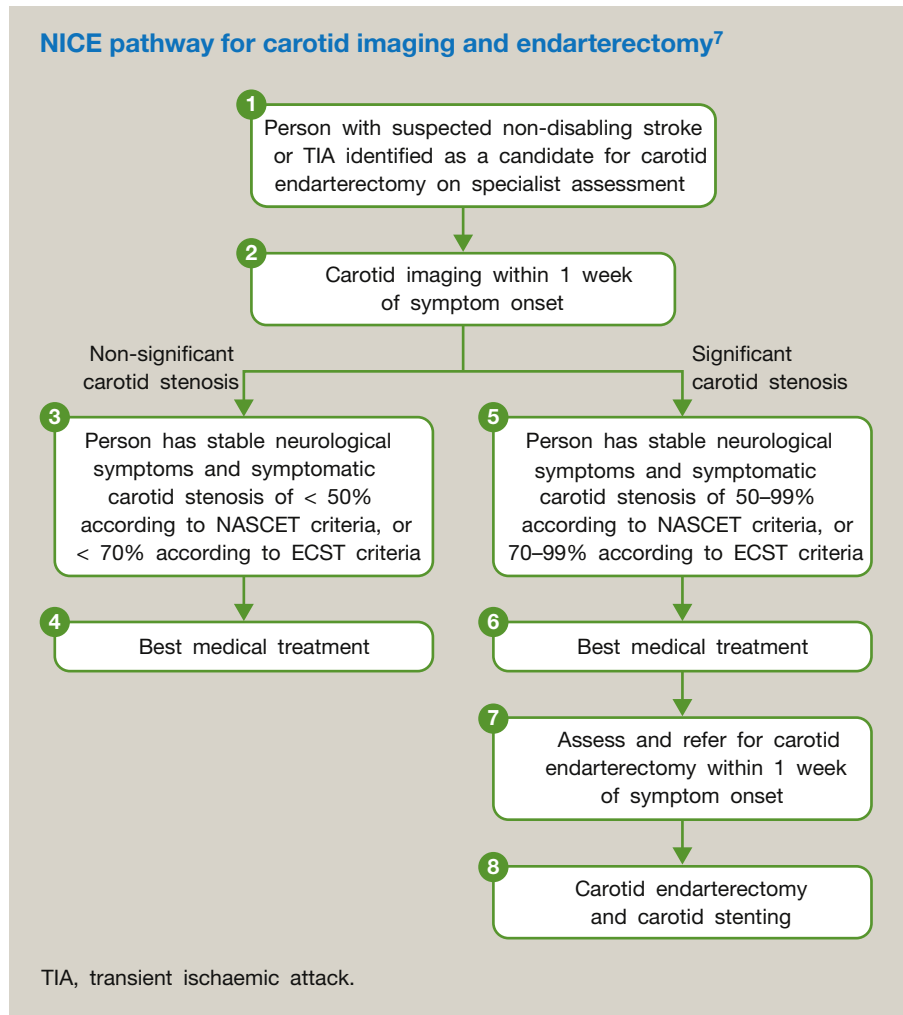 NICE pathway for carotid imaging and endarterectomy7
1
Person with suspected non-disabling stroke
or TIA identified as a candidate for carotid
endarterectomy on specialist assessment
2
Carotid imaging within 1 week
of symptom onset
Non-significant
carotid stenosis
Significant
carotid stenosis
3
Person has stable neurological
symptoms and symptomatic
carotid stenosis of < 50%
according to NASCET criteria, or
< 70% according to ECST criteria
5
Person has stable neurological
symptoms and symptomatic
carotid stenosis of 50–99%
according to NASCET criteria, or
70–99% according to ECST criteria
4
Best medical treatment
6
Best medical treatment
7
Assess and refer for carotid
endarterectomy within 1 week
of symptom onset
8
Carotid endarterectomy
and carotid stenting
TIA, transient ischaemic attack.